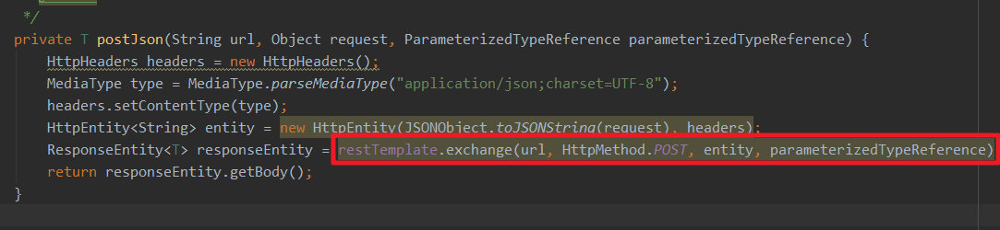 */
private T postJson(String url, Object request, ParameterizedTypeReference parameterizedTypeReference) {
HttpHeaders headers = new HttpHeaders();
MediaType type = MediaType.parseMediaType("application/json;charset=UTF-8");
headers.setContentType(type);
HttpEntity<String> entity = new HttpEntity(JSONObject.toJSONString(request), headers);
ResponseEntity<T> responseEntity = restTemplate.exchange(url, HttpMethod.POST, entity, parameterizedTypeReference)
return responseEntity.getBody();
}